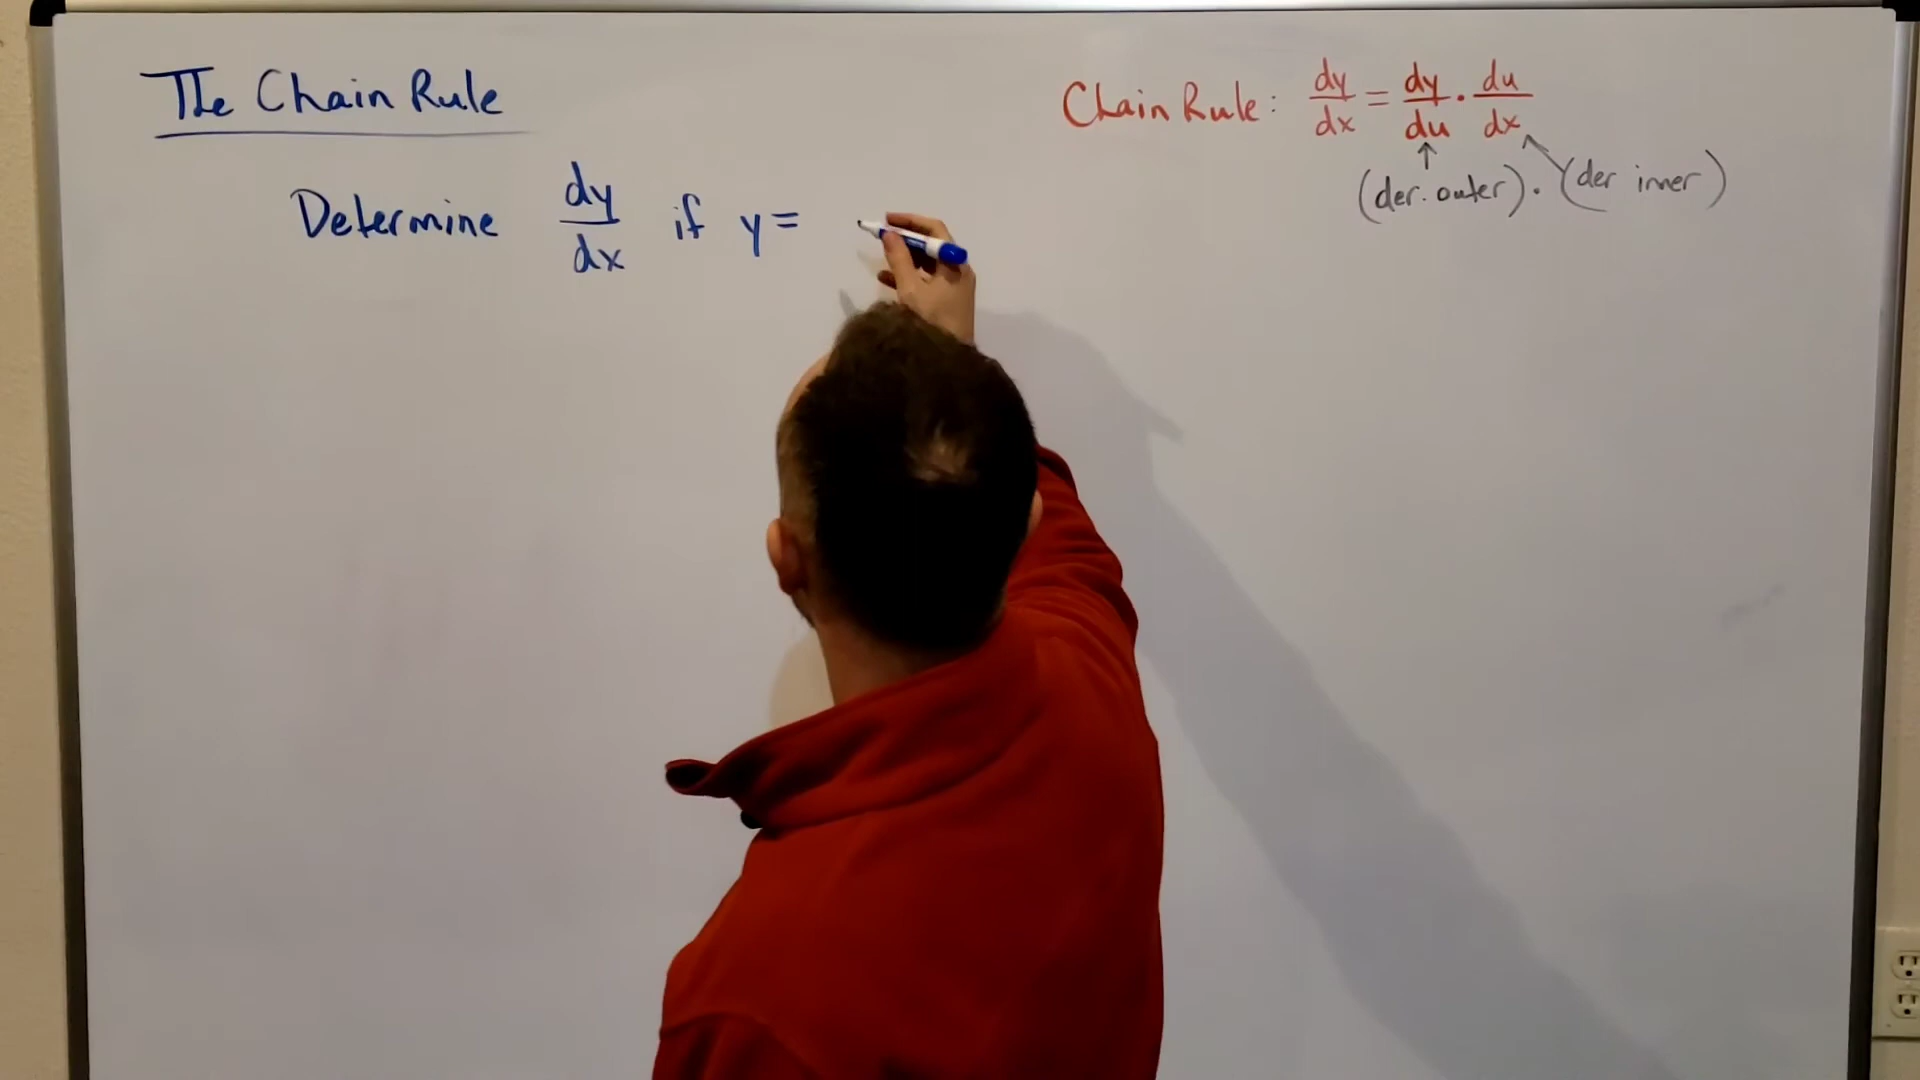 The Chain Rule
Chain Rule: dy/dx = dy/du · du/dx
(der. outer) · (der inner)
Determine dy/dx if y =